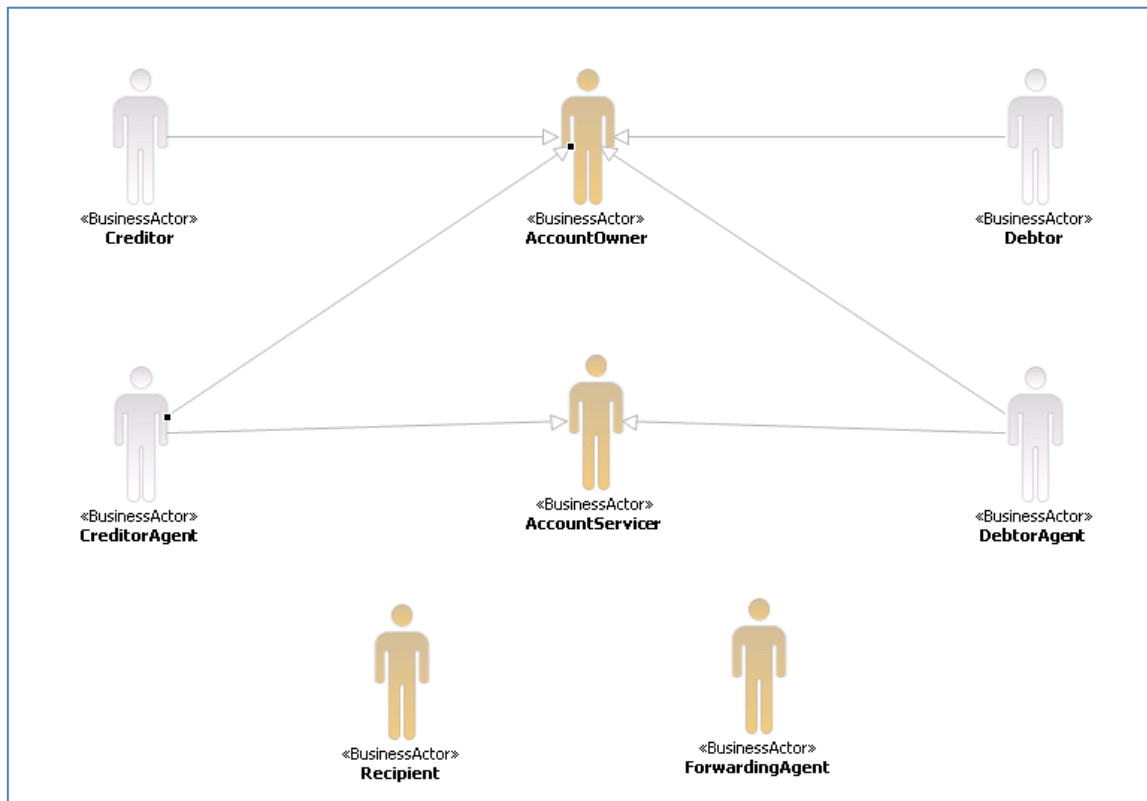 «BusinessActor»
Creditor
«BusinessActor»
AccountOwner
«BusinessActor»
Debtor
«BusinessActor»
CreditorAgent
«BusinessActor»
AccountServicer
«BusinessActor»
DebtorAgent
«BusinessActor»
Recipient
«BusinessActor»
ForwardingAgent